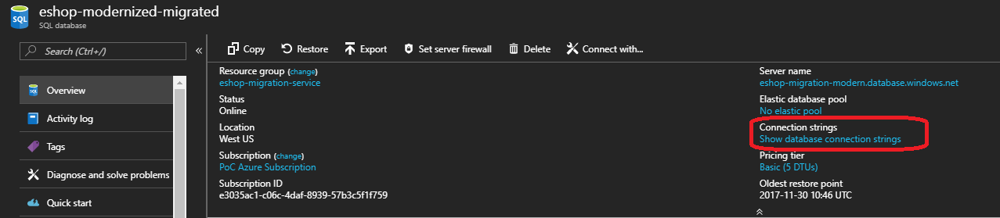 SQL
eshop-modernized-migrated
SQL database
Search (Ctrl+/)
Overview
Activity log
Tags
Diagnose and solve problems
Quick start
Copy
Restore
Export
Set server firewall
Delete
Connect with...
Resource group (change)
eshop-migration-service
Status
Online
Location
West US
Subscription (change)
PoC Azure Subscription
Subscription ID
e3035ac1-c06c-4daf-8939-57b3c5f1f759
Server name
eshop-migration-modern.database.windows.net
Elastic database pool
No elastic pool
Connection strings
Show database connection strings
Pricing tier
Basic (5 DTUs)
Oldest restore point
2017-11-30 10:46 UTC